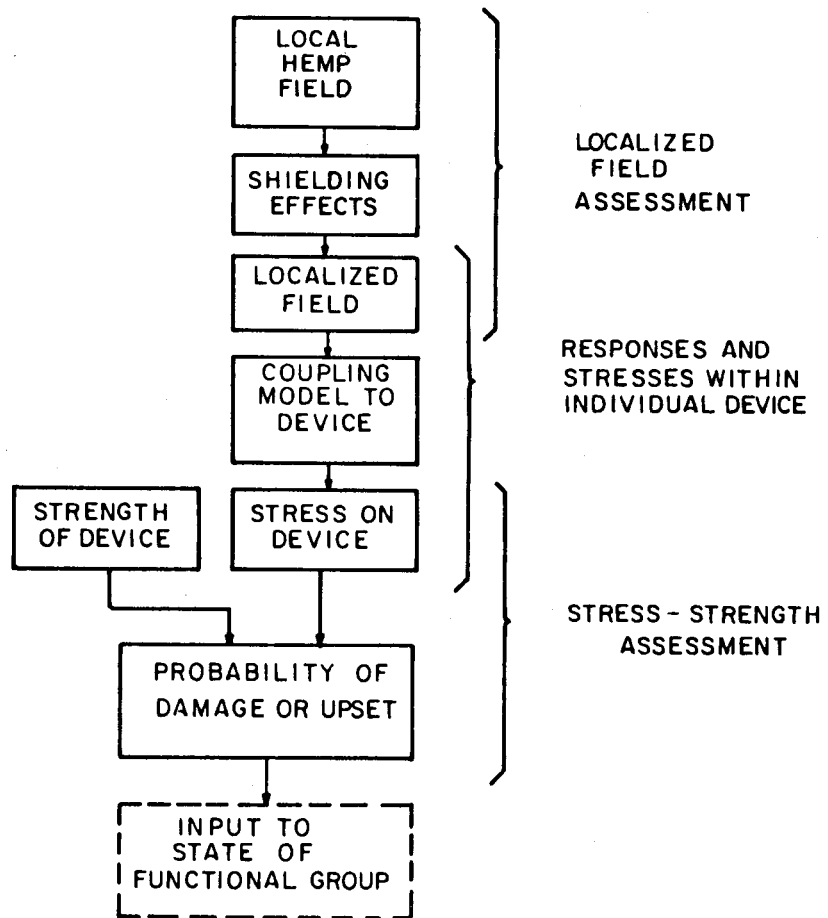 LOCAL
HEMP
FIELD
SHIELDING
EFFECTS
LOCALIZED
FIELD
ASSESSMENT
LOCALIZED
FIELD
COUPLING
MODEL TO
DEVICE
RESPONSES AND
STRESSES WITHIN
INDIVIDUAL DEVICE
STRENGTH
OF DEVICE
STRESS ON
DEVICE
STRESS - STRENGTH
ASSESSMENT
PROBABILITY OF
DAMAGE OR UPSET
INPUT TO
STATE OF
FUNCTIONAL GROUP